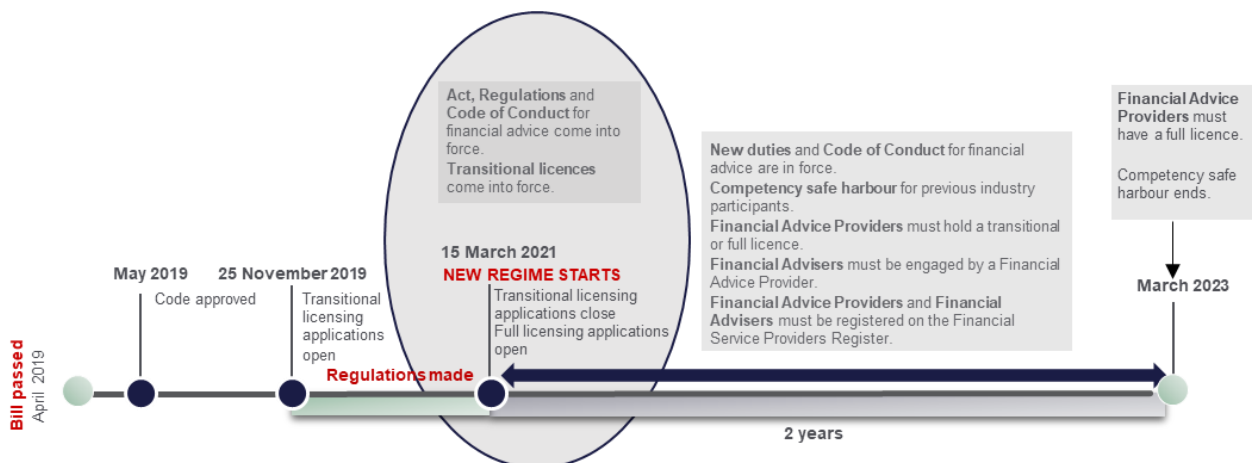 Act, Regulations and
Code of Conduct for
financial advice come into
force.
Transitional licences
come into force.
Financial Advice
Providers must
have a full licence.
Competency safe
harbour ends.
New duties and Code of Conduct for financial
advice are in force.
Competency safe harbour for previous industry
participants.
Financial Advice Providers must hold a transitional
or full licence.
Financial Advisers must be engaged by a Financial
Advice Provider.
Financial Advice Providers and Financial
Advisers must be registered on the Financial
Service Providers Register.
Bill passed
April 2019
May 2019
Code approved
25 November 2019
Transitional
licensing
applications
open
Regulations made
15 March 2021
NEW REGIME STARTS
Transitional licensing
applications close
Full licensing applications
open
March 2023
2 years